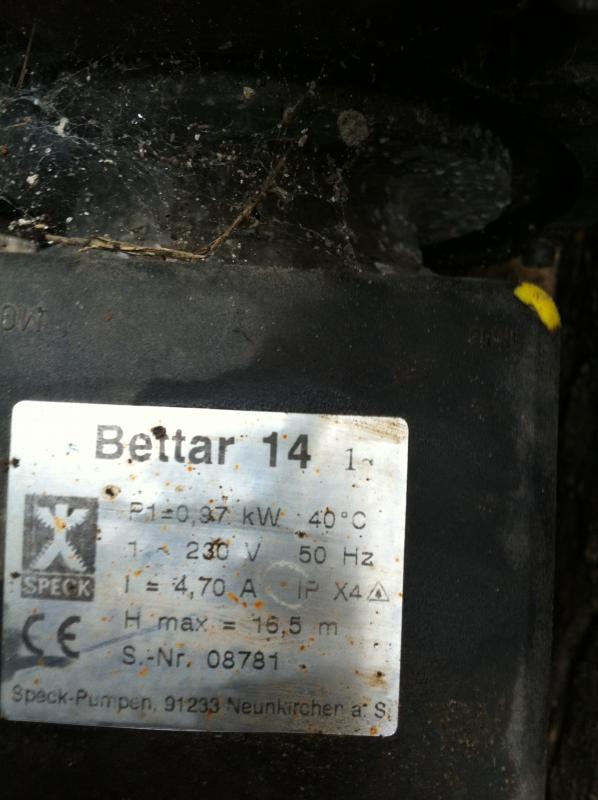 Bettar 14 1~
P1=0,97 kW 40°C
1 ~ 230 V 50 Hz
SPECK
I = 4,70 A IP X4
H max = 16,5 m
CE
S.-Nr. 08781
Speck-Pumpen, 91233 Neunkirchen a. S.